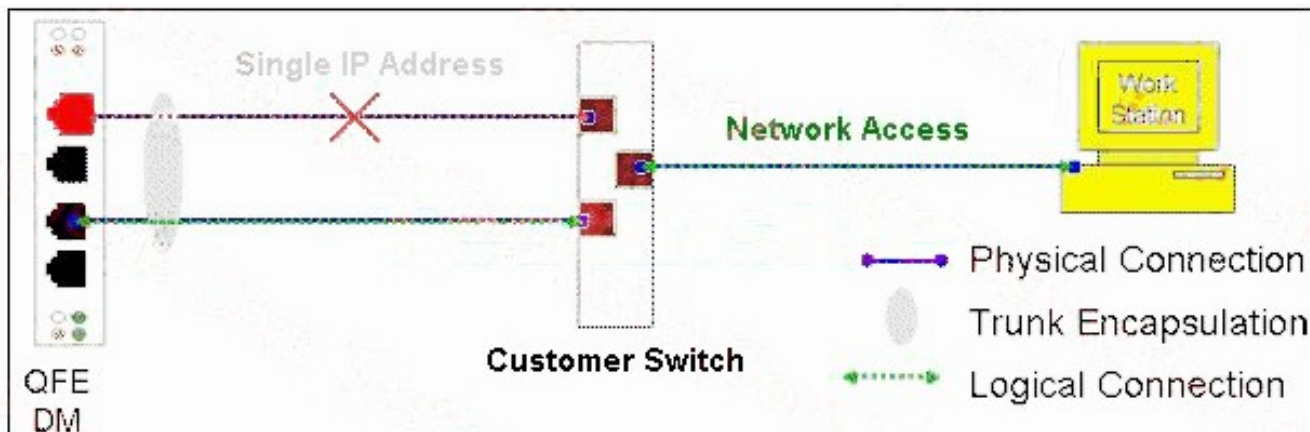 Single IP Address
Network Access
Work
Station
Physical Connection
Trunk Encapsulation
Logical Connection
Customer Switch
QFE
DM